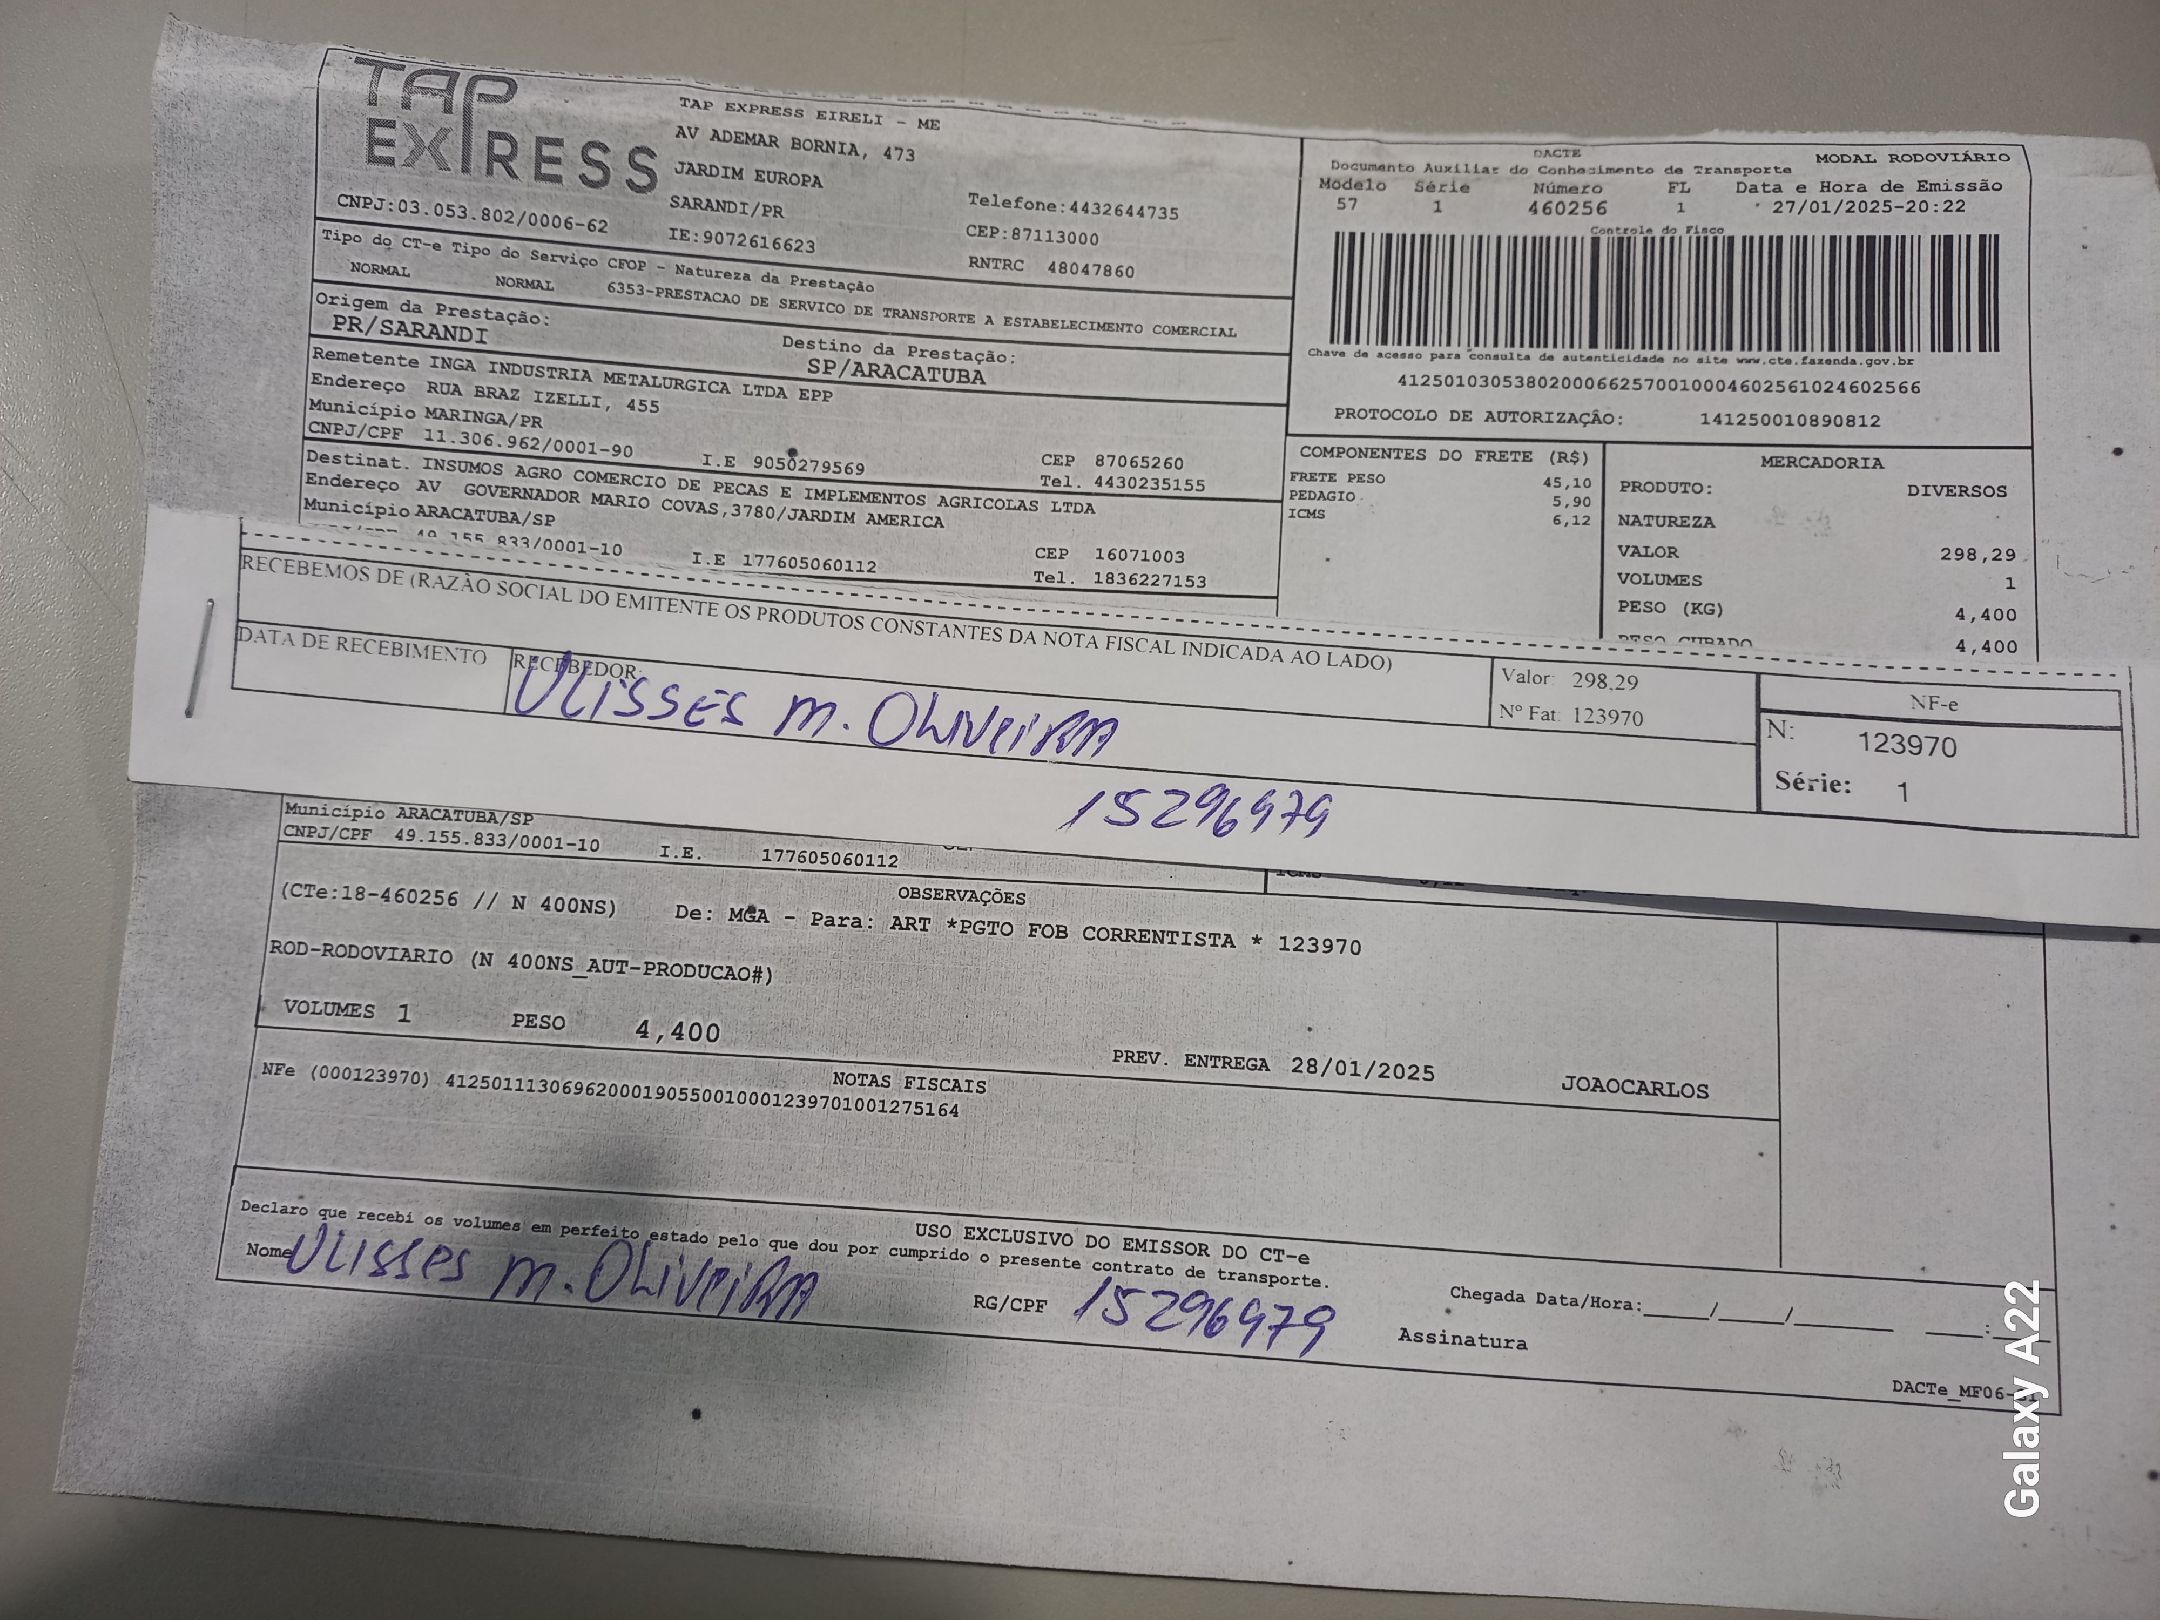 TAP EXPRESS
TAP EXPRESS EIRELI - ME
AV ADEMAR BORNIA, 473
JARDIM EUROPA
SARANDI/PR
Telefone:4432644735
CNPJ:03.053.802/0006-62
IE:9072616623
CEP:87113000
RNTRC 48047860
Tipo do CT-e Tipo do Serviço CFOP - Natureza da Prestação
NORMAL NORMAL 6353-PRESTACAO DE SERVICO DE TRANSPORTE A ESTABELECIMENTO COMERCIAL
Origem da Prestação:
PR/SARANDI
Destino da Prestação:
SP/ARACATUBA
Remetente INGA INDUSTRIA METALURGICA LTDA EPP
Endereço RUA BRAZ IZELLI, 455
Município MARINGA/PR
CEP 87065260
CNPJ/CPF 11.306.962/0001-90 I.E 9050279569 Tel. 4430235155
Destinat. INSUMOS AGRO COMERCIO DE PECAS E IMPLEMENTOS AGRICOLAS LTDA
Endereço AV GOVERNADOR MARIO COVAS,3780/JARDIM AMERICA
Município ARACATUBA/SP
CEP 16071003
49.155.833/0001-10 I.E 177605060112 Tel. 1836227153
DACTE
MODAL RODOVIÁRIO
Documento Auxiliar do Conhecimento de Transporte
Modelo Série Número FL Data e Hora de Emissão
57 1 460256 1 27/01/2025-20:22
Controle do Fisco
Chave de acesso para consulta de autenticidade no site www.cte.fazenda.gov.br
41250103053802000662570010004602561024602566
PROTOCOLO DE AUTORIZAÇÂO: 141250010890812
COMPONENTES DO FRETE (R$)
FRETE PESO 45,10
PEDAGIO 5,90
ICMS 6,12
MERCADORIA
PRODUTO: DIVERSOS
NATUREZA
VALOR 298,29
VOLUMES 1
PESO (KG) 4,400
PESO CUBADO 4,400
RECEBEMOS DE (RAZÃO SOCIAL DO EMITENTE OS PRODUTOS CONSTANTES DA NOTA FISCAL INDICADA AO LADO)
DATA DE RECEBIMENTO
RECEBEDOR:
ULISSES M. OLIVEIRA
15296979
Valor: 298,29
Nº Fat: 123970
NF-e
N: 123970
Série: 1
Município ARACATUBA/SP
CNPJ/CPF 49.155.833/0001-10 I.E. 177605060112
OBSERVAÇÕES
(CTe:18-460256 // N 400NS) De: MGA - Para: ART *PGTO FOB CORRENTISTA * 123970
ROD-RODOVIARIO (N 400NS_AUT-PRODUCAO#)
VOLUMES 1 PESO 4,400 PREV. ENTREGA 28/01/2025 JOAOCARLOS
NOTAS FISCAIS
NFe (000123970) 41250111306962000190550010001239701001275164
USO EXCLUSIVO DO EMISSOR DO CT-e
Declaro que recebi os volumes em perfeito estado pelo que dou por cumprido o presente contrato de transporte.
Nome ULISSES M. OLIVEIRA RG/CPF 15296979
Chegada Data/Hora:____/____/______ ____:____
Assinatura
DACTe_MF06-
Galaxy A22